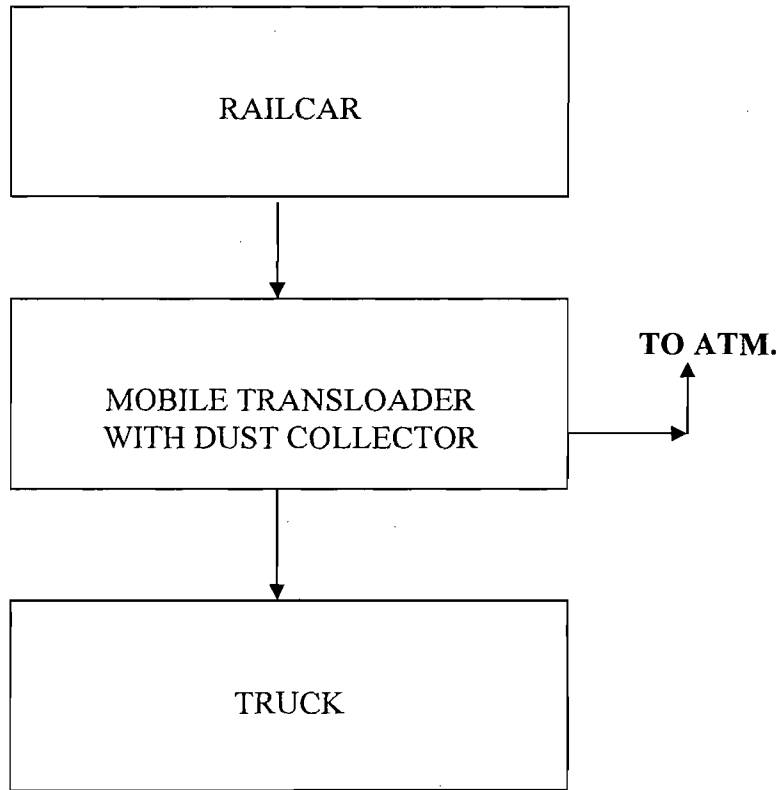 RAILCAR
TO ATM.
MOBILE TRANSLOADER
WITH DUST COLLECTOR
TRUCK